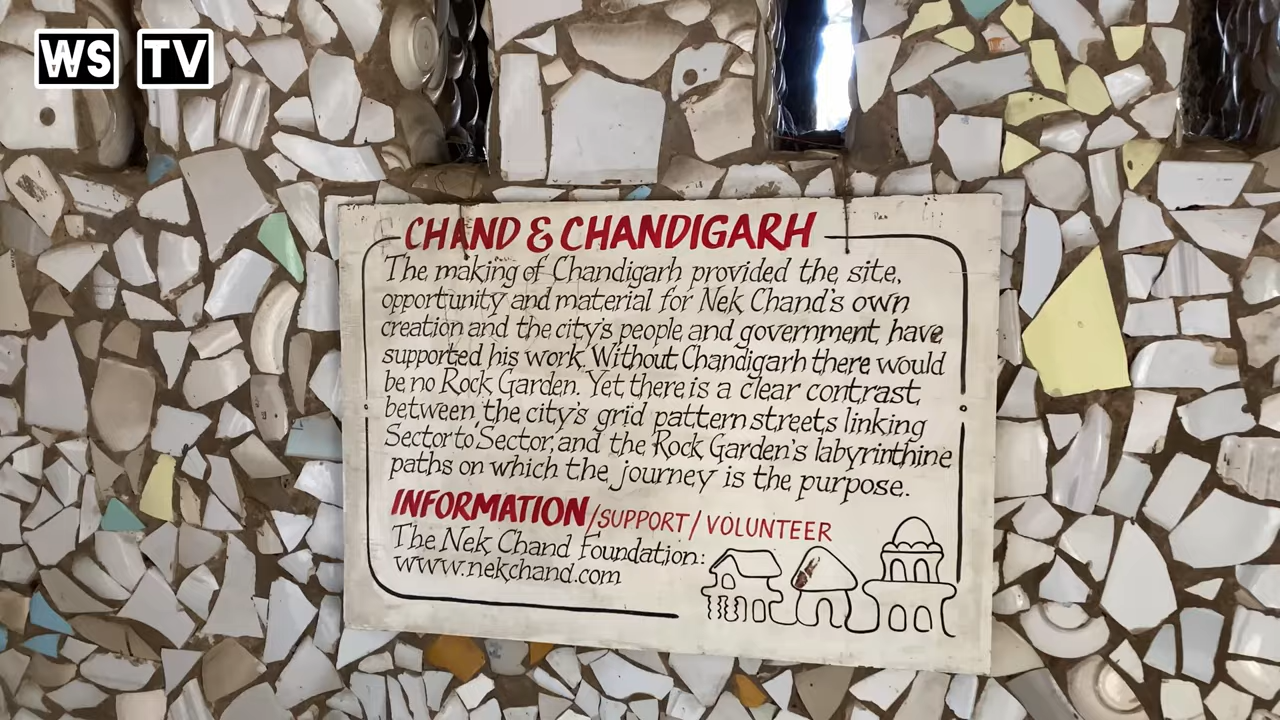 WS TV
CHAND & CHANDIGARH
The making of Chandigarh provided the site,
opportunity and material for Nek Chand's own
creation and the city's people and government, have
supported his work. Without Chandigarh there would
be no Rock Garden. Yet there is a clear contrast,
between the city's grid pattern streets linking
Sector to Sector, and the Rock Garden's labyrinthine
paths on which the journey is the purpose.
INFORMATION/SUPPORT/VOLUNTEER
The Nek Chand Foundation:
www.nekchand.com